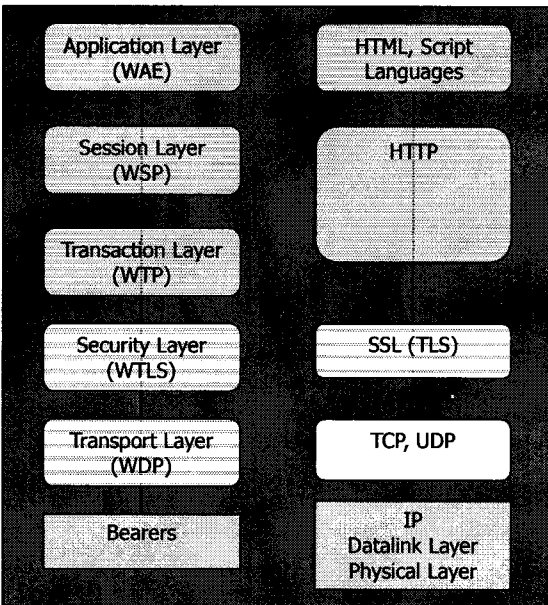 Application Layer
(WAE)
HTML, Script
Languages
Session Layer
(WSP)
HTTP
Transaction Layer
(WTP)
Security Layer
(WTLS)
SSL (TLS)
Transport Layer
(WDP)
TCP, UDP
Bearers
IP
Datalink Layer
Physical Layer